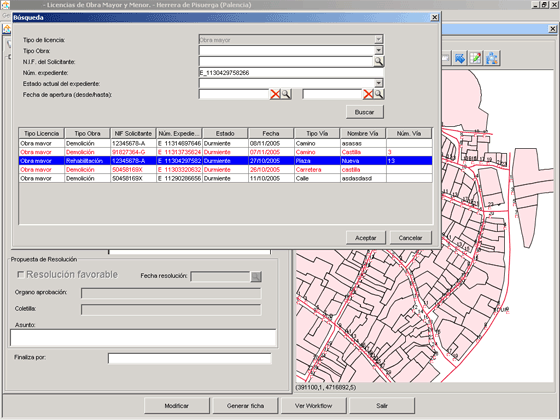 - Licencias de Obra Mayor y Menor. - Herrera de Pisuerga (Palencia)
Búsqueda
Tipo de licencia: Obra mayor
Tipo Obra:
N.I.F. del Solicitante:
Núm. expediente: E_1130429758266
Estado actual del expediente:
Fecha de apertura (desde/hasta):
Buscar
Tipo Licencia Tipo Obra NIF Solicitante Núm. Expedie... Estado Fecha Tipo Vía Nombre Vía Núm. Vía
Obra mayor Demolición 12345678-A E_11314697646 Durmiente 08/11/2005 Camino asasas
Obra mayor Demolición 91827364-G E_11313735624 Durmiente 07/11/2005 Camino Castilla 3
Obra mayor Rehabilitación 12345678-A E_11304297582 Durmiente 27/10/2005 Plaza Nueva 13
Obra mayor Demolición 50458169X E_11303320632 Durmiente 26/10/2005 Carretera castilla
Obra mayor Demolición 50458169X E_11290286656 Durmiente 11/10/2005 Calle asdasdasd
Aceptar Cancelar
Propuesta de Resolución
Resolución favorable Fecha resolución:
Organo aprobación:
Coletilla:
Asunto:
Finaliza por:
(391100,1, 4716892,5)
Modificar Generar ficha Ver Workflow Salir